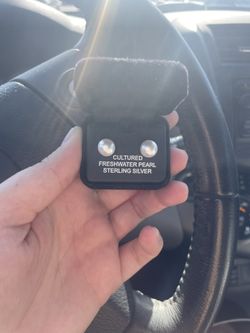 CULTURED
FRESHWATER PEARL
STERLING SILVER